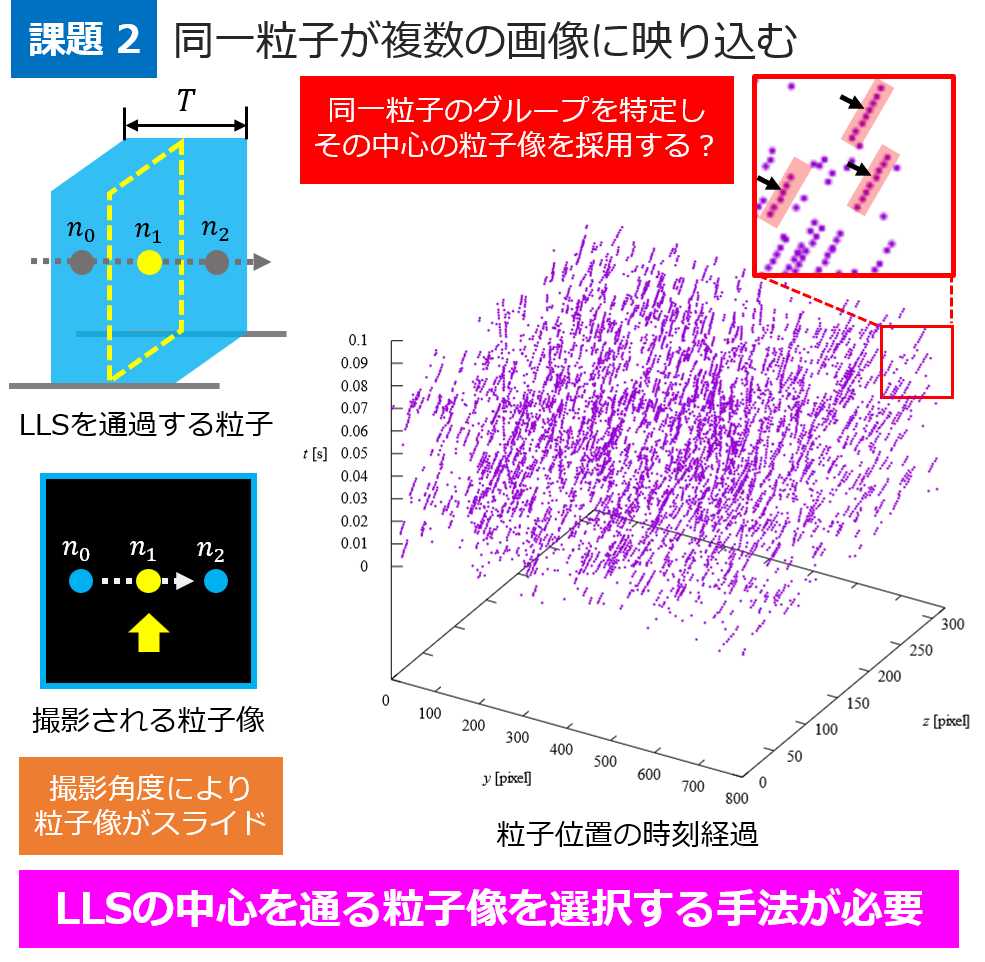 課題 2
同一粒子が複数の画像に映り込む
T
n₀
n₁
n₂
LLSを通過する粒子
n₀
n₁
n₂
撮影される粒子像
撮影角度により
粒子像がスライド
同一粒子のグループを特定し
その中心の粒子像を採用する？
t [s]
0.1
0.09
0.08
0.07
0.06
0.05
0.04
0.03
0.02
0.01
0
0
100
200
300
400
500
600
700
800
y [pixel]
0
50
100
150
200
250
300
z [pixel]
粒子位置の時刻経過
LLSの中心を通る粒子像を選択する手法が必要